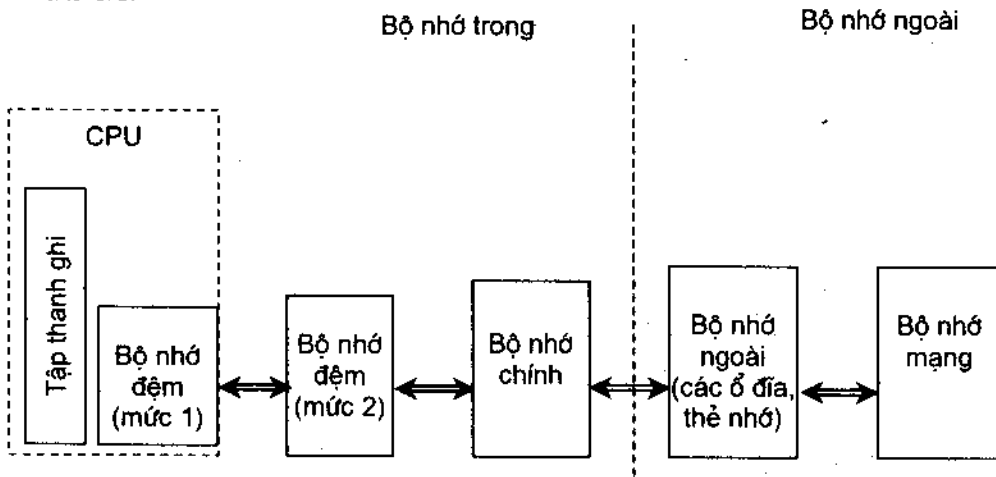 Bộ nhớ trong
Bộ nhớ ngoài
CPU
Tập thanh ghi
Bộ nhớ
đệm
(mức 1)
Bộ nhớ
đệm
(mức 2)
Bộ nhớ
chính
Bộ nhớ
ngoài
(các ổ đĩa,
thẻ nhớ)
Bộ nhớ
mạng